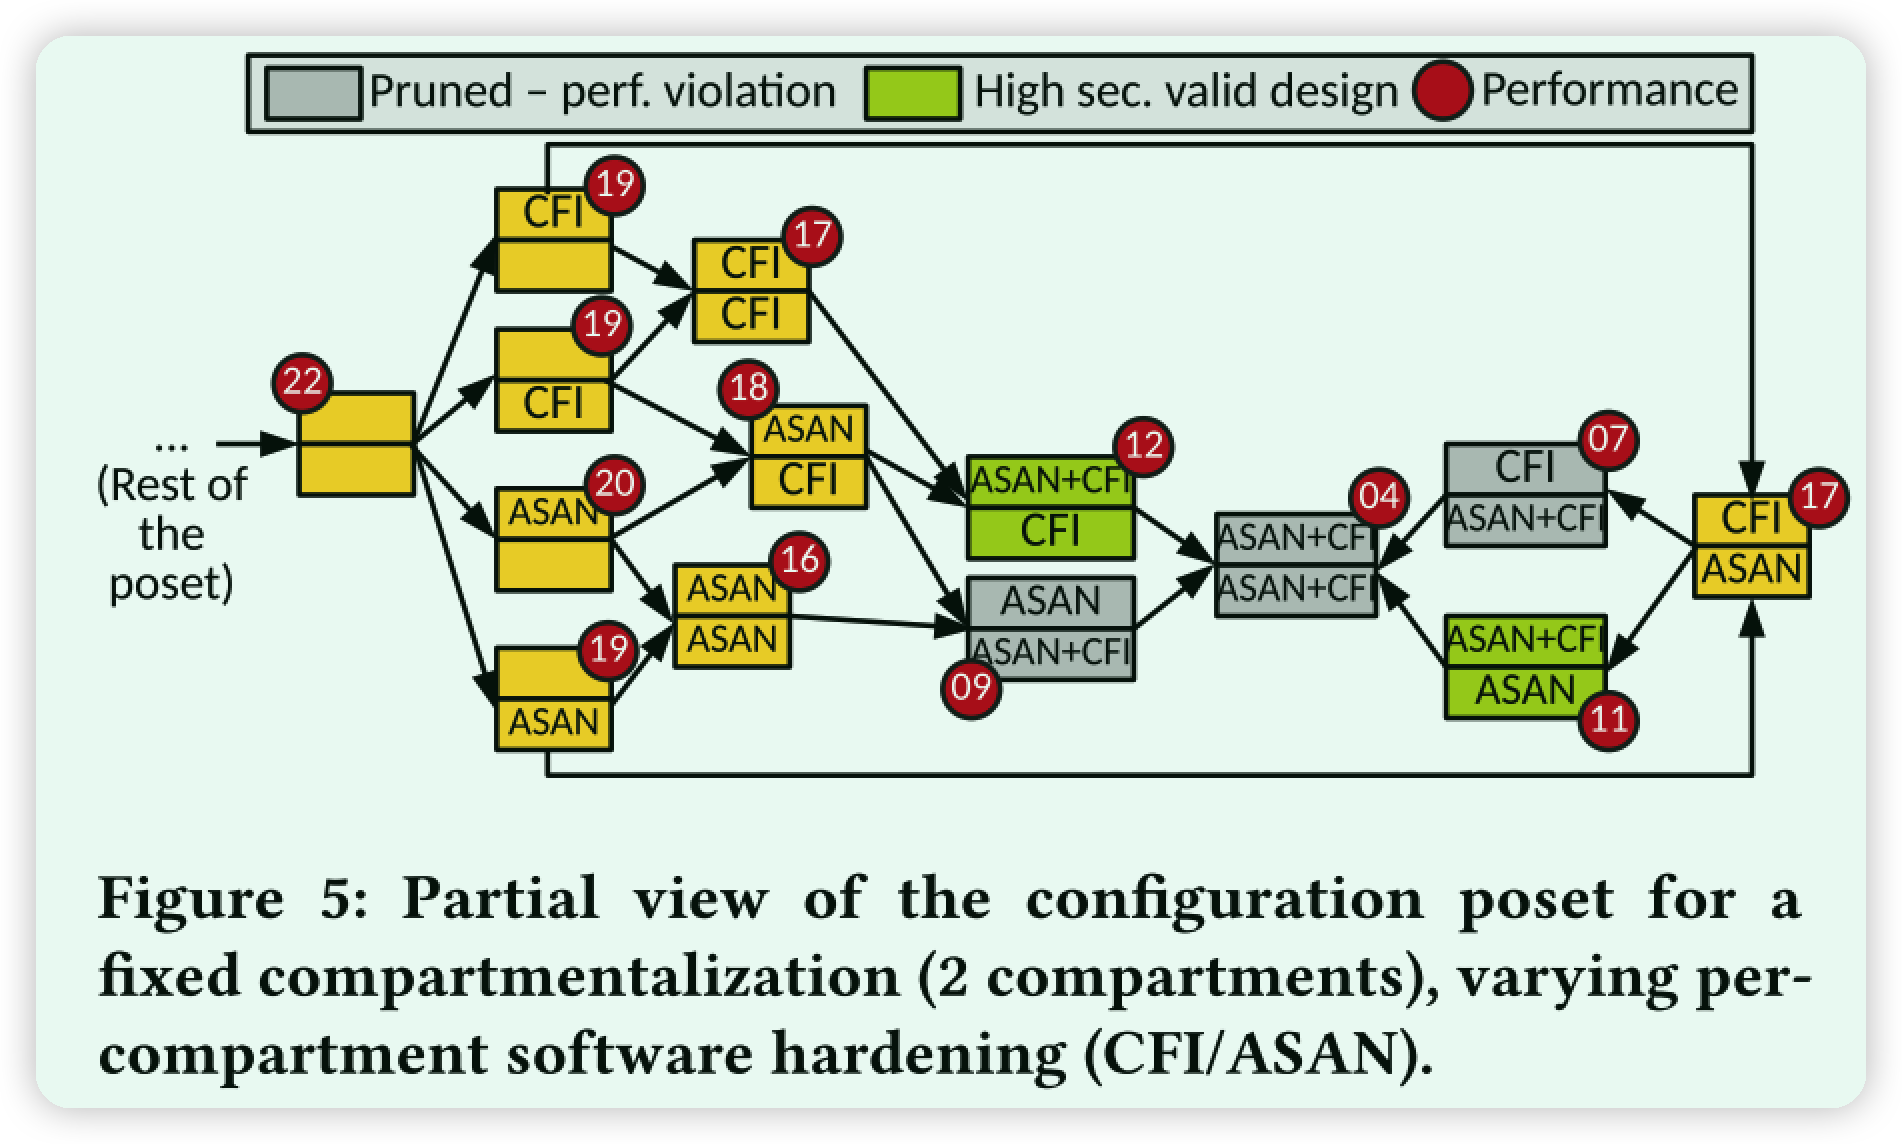 Pruned – perf. violation
High sec. valid design
Performance
19
CFI
17
CFI
CFI
19
CFI
22
...
(Rest of
the
poset)
18
ASAN
CFI
20
ASAN
16
ASAN
ASAN
19
ASAN
12
ASAN+CFI
CFI
ASAN
ASAN+CFI
09
04
ASAN+CFI
ASAN+CFI
07
CFI
ASAN+CFI
ASAN+CFI
ASAN
11
17
CFI
ASAN
Figure 5: Partial view of the configuration poset for a
fixed compartmentalization (2 compartments), varying per-
compartment software hardening (CFI/ASAN).